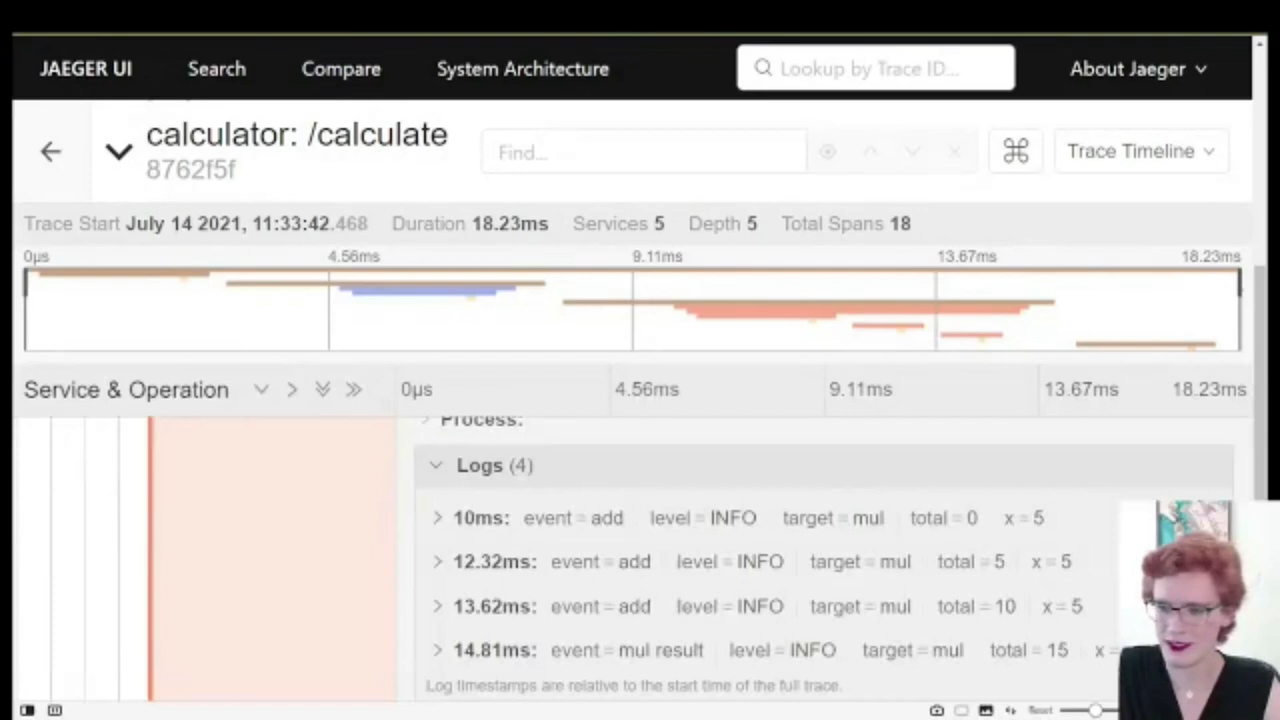 JAEGER UI Search Compare System Architecture Lookup by Trace ID... About Jaeger
calculator: /calculate
8762f5f
Find...
Trace Timeline
Trace Start July 14 2021, 11:33:42.468 Duration 18.23ms Services 5 Depth 5 Total Spans 18
0μs 4.56ms 9.11ms 13.67ms 18.23ms
Service & Operation 0μs 4.56ms 9.11ms 13.67ms 18.23ms
Process:
Logs (4)
10ms: event = add level = INFO target = mul total = 0 x = 5
12.32ms: event = add level = INFO target = mul total = 5 x = 5
13.62ms: event = add level = INFO target = mul total = 10 x = 5
14.81ms: event = mul result level = INFO target = mul total = 15 x =
Log timestamps are relative to the start time of the full trace.
Reset